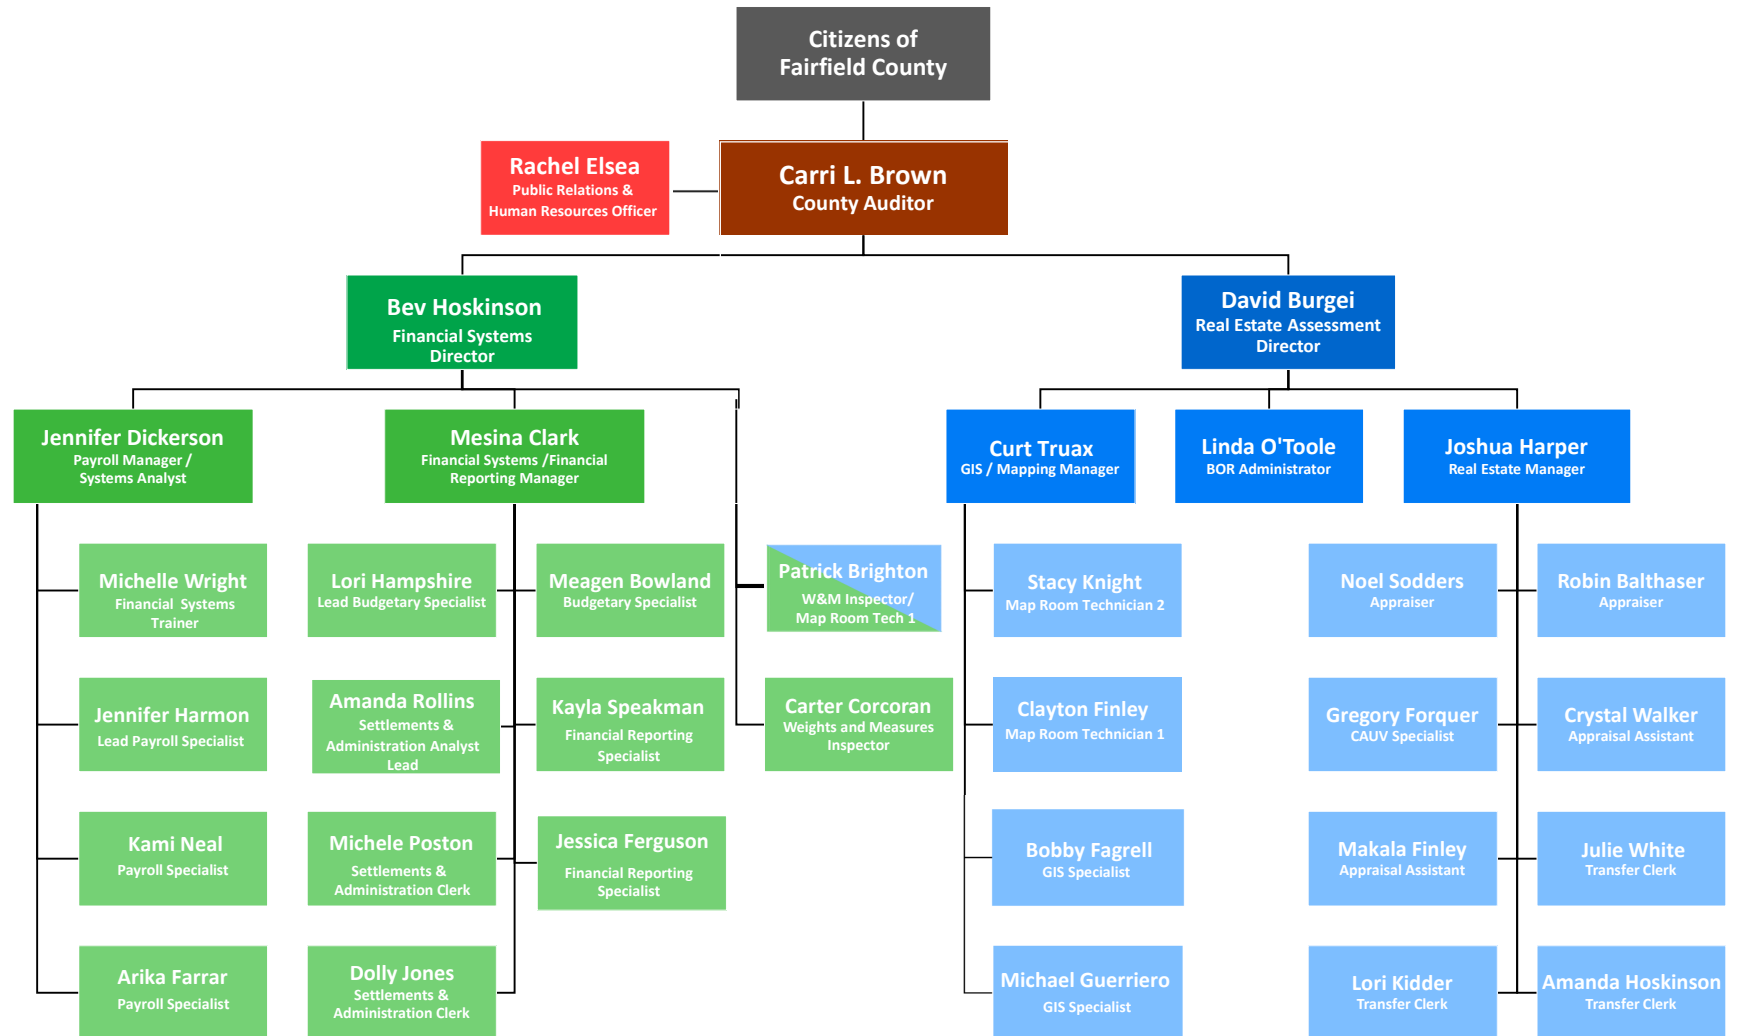 Citizens of
Fairfield County
Rachel Elsea
Public Relations &
Human Resources Officer
Carri L. Brown
County Auditor
Bev Hoskinson
Financial Systems
Director
David Burgei
Real Estate Assessment
Director
Jennifer Dickerson
Payroll Manager /
Systems Analyst
Mesina Clark
Financial Systems /Financial
Reporting Manager
Curt Truax
GIS / Mapping Manager
Linda O'Toole
BOR Administrator
Joshua Harper
Real Estate Manager
Michelle Wright
Financial  Systems
Trainer
Lori Hampshire
Lead Budgetary Specialist
Meagen Bowland
Budgetary Specialist
Patrick Brighton
W&M Inspector/
Map Room Tech 1
Stacy Knight
Map Room Technician 2
Noel Sodders
Appraiser
Robin Balthaser
Appraiser
Jennifer Harmon
Lead Payroll Specialist
Amanda Rollins
Settlements &
Administration Analyst
Lead
Kayla Speakman
Financial Reporting
Specialist
Carter Corcoran
Weights and Measures
Inspector
Clayton Finley
Map Room Technician 1
Gregory Forquer
CAUV Specialist
Crystal Walker
Appraisal Assistant
Kami Neal
Payroll Specialist
Michele Poston
Settlements &
Administration Clerk
Jessica Ferguson
Financial Reporting
Specialist
Bobby Fagrell
GIS Specialist
Makala Finley
Appraisal Assistant
Julie White
Transfer Clerk
Arika Farrar
Payroll Specialist
Dolly Jones
Settlements &
Administration Clerk
Michael Guerriero
GIS Specialist
Lori Kidder
Transfer Clerk
Amanda Hoskinson
Transfer Clerk